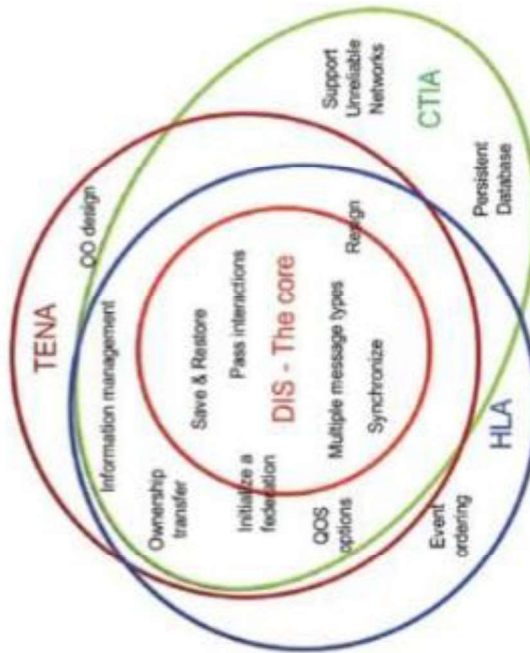 TENA
OO design
Information management
Ownership
transfer
Save & Restore
Pass interactions
Initialize a
federation
DIS - The core
QOS
options
Multiple message types
Synchronize
Resign
Support
Unreliable
Networks
CTIA
Event
ordering
HLA
Persistent
Database